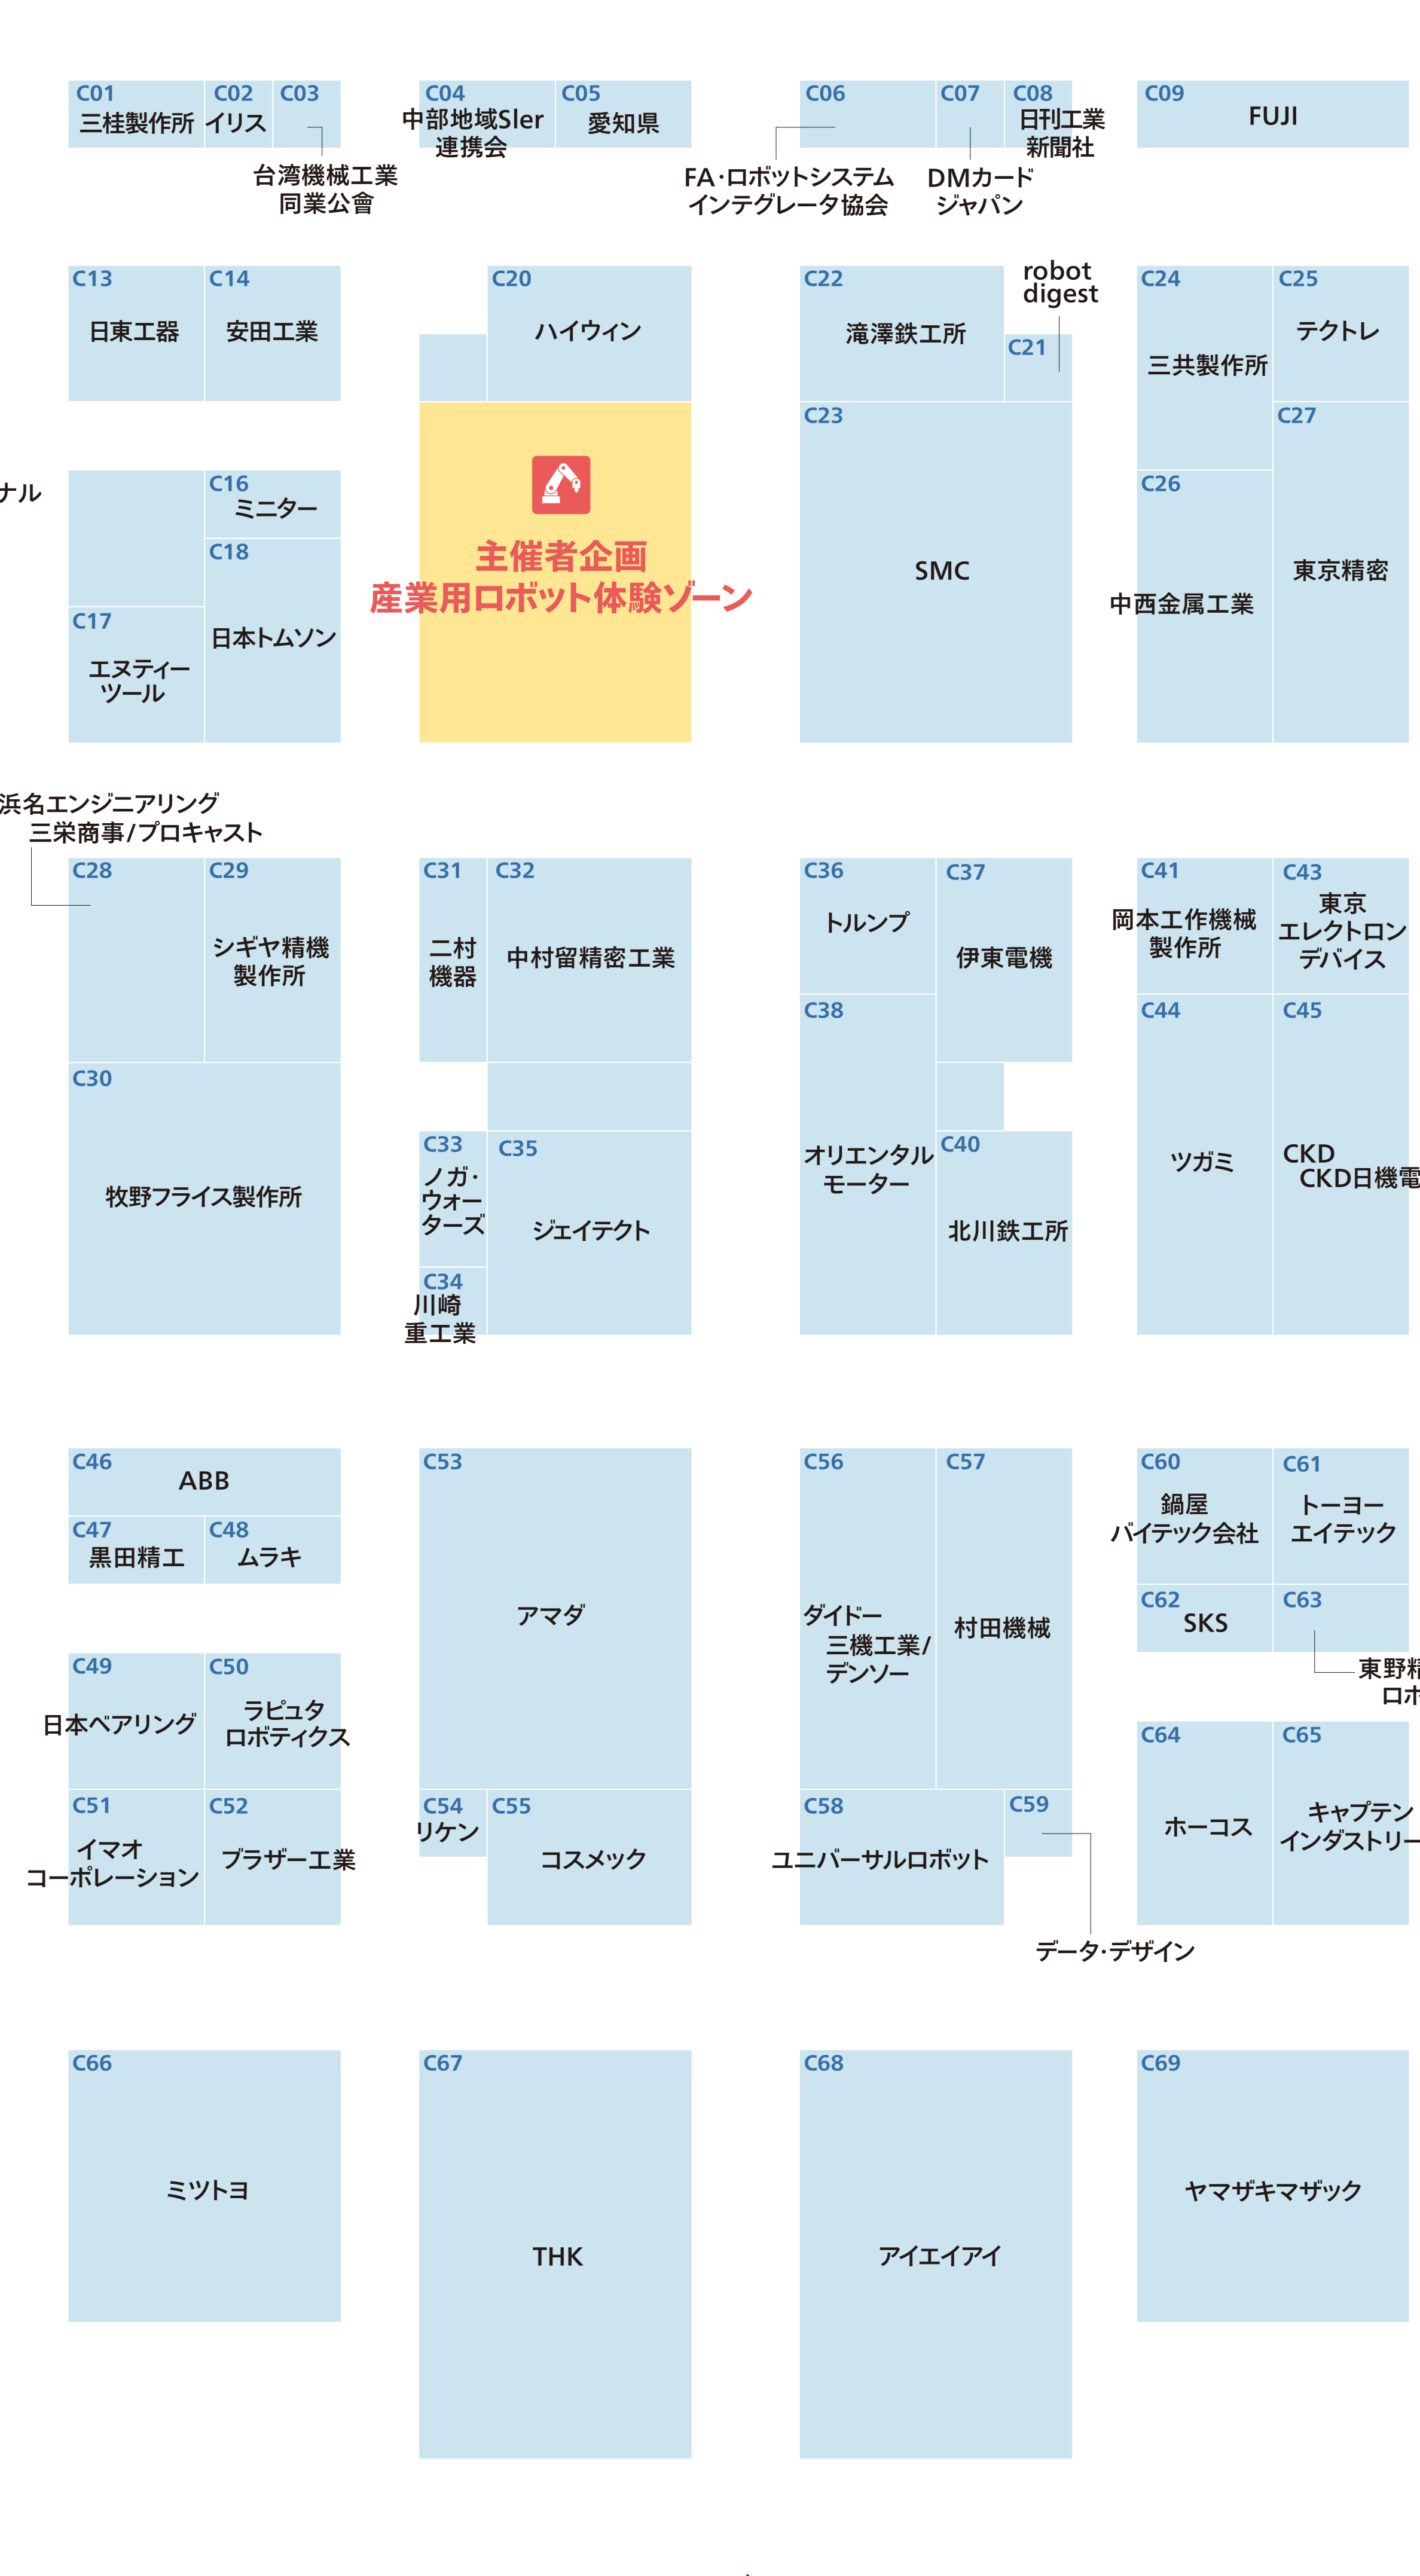 C01
三桂製作所
C02
イリス
C03
台湾機械工業
同業公會
C04
中部地域SIer
連携会
C05
愛知県
C06
FA・ロボットシステム
インテグレータ協会
C07
DMカード
ジャパン
C08
日刊工業
新聞社
C09
FUJI
C13
日東工器
C14
安田工業
C20
ハイウィン
C22
滝澤鉄工所
robot
digest
C21
C23
SMC
C24
三共製作所
C25
テクトレ
C26
中西金属工業
C27
東京精密
ナル
C16
ミニター
C18
日本トムソン
C17
エヌティー
ツール
主催者企画
産業用ロボット体験ゾーン
浜名エンジニアリング
三栄商事/プロキャスト
C28
C29
シギヤ精機
製作所
C30
牧野フライス製作所
C31
二村
機器
C32
中村留精密工業
C33
ノガ・
ウォー
ターズ
C34
川崎
重工業
C35
ジェイテクト
C36
トルンプ
C37
伊東電機
C38
オリエンタル
モーター
C40
北川鉄工所
C41
岡本工作機械
製作所
C43
東京
エレクトロン
デバイス
C44
ツガミ
C45
CKD
CKD日機電
C46
ABB
C47
黒田精工
C48
ムラキ
C49
日本ベアリング
C50
ラピュタ
ロボティクス
C51
イマオ
コーポレーション
C52
ブラザー工業
C53
アマダ
C54
リケン
C55
コスメック
C56
ダイドー
三機工業/
デンソー
C57
村田機械
C58
ユニバーサルロボット
C59
データ・デザイン
C60
鍋屋
バイテック会社
C61
トーヨー
エイテック
C62
SKS
C63
東野精
ロボ
C64
ホーコス
C65
キャプテン
インダストリー
C66
ミツトヨ
C67
THK
C68
アイエイアイ
C69
ヤマザキマザック